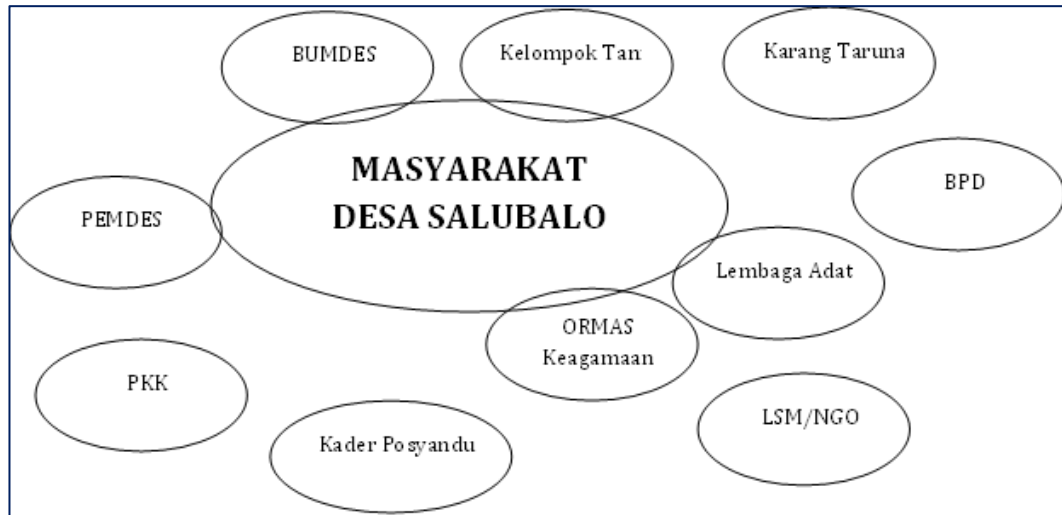 BUMDES
Kelompok Tan
Karang Taruna
MASYARAKAT
DESA SALUBALO
BPD
PEMDES
Lembaga Adat
ORMAS
Keagamaan
PKK
LSM/NGO
Kader Posyandu